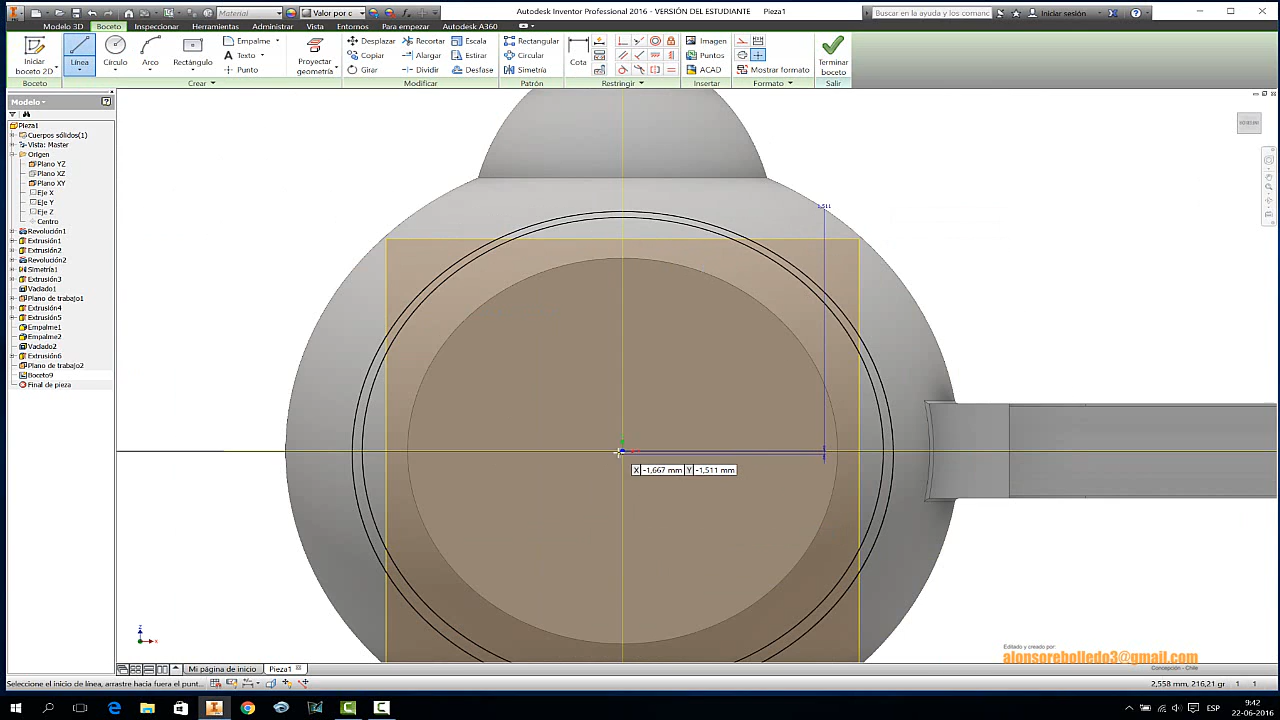 Material
Valor por c
Autodesk Inventor Professional 2016 - VERSIÓN DEL ESTUDIANTE Pieza1
Buscar en la ayuda y los comanc
Iniciar sesión
Modelo 3D
Boceto
Inspeccionar
Herramientas
Administrar
Vista
Entornos
Para empezar
Autodesk A360
Iniciar
boceto 2D
Línea
Círculo
Arco
Rectángulo
Empalme
Texto
Punto
Proyectar
geometría
Desplazar
Copiar
Girar
Recortar
Alargar
Dividir
Escala
Estirar
Desfase
Rectangular
Circular
Simetría
Cota
Imagen
Puntos
ACAD
Mostrar formato
Terminar
boceto
Boceto
Crear
Modificar
Patrón
Restringir
Insertar
Formato
Salir
Modelo
Pieza1
Cuerpos sólidos(1)
Vista: Master
Origen
Plano YZ
Plano XZ
Plano XY
Eje X
Eje Y
Eje Z
Centro
Revolución1
Extrusión1
Extrusión2
Revolución2
Simetría1
Extrusión3
Vaciado1
Plano de trabajo1
Extrusión4
Extrusión5
Empalme1
Empalme2
Vaciado2
Extrusión6
Plano de trabajo2
Boceto9
Final de pieza
1,511
X -1,667 mm Y -1,511 mm
Z
X
Editado y creado por:
alonsorebolledo3@gmail.com
Concepción - Chile
Mi página de inicio
Pieza1
Seleccione el inicio de línea, arrastre hacia fuera el punt...
2,558 mm, 216,21 gr 1 1
ESP
9:42
22-06-2016